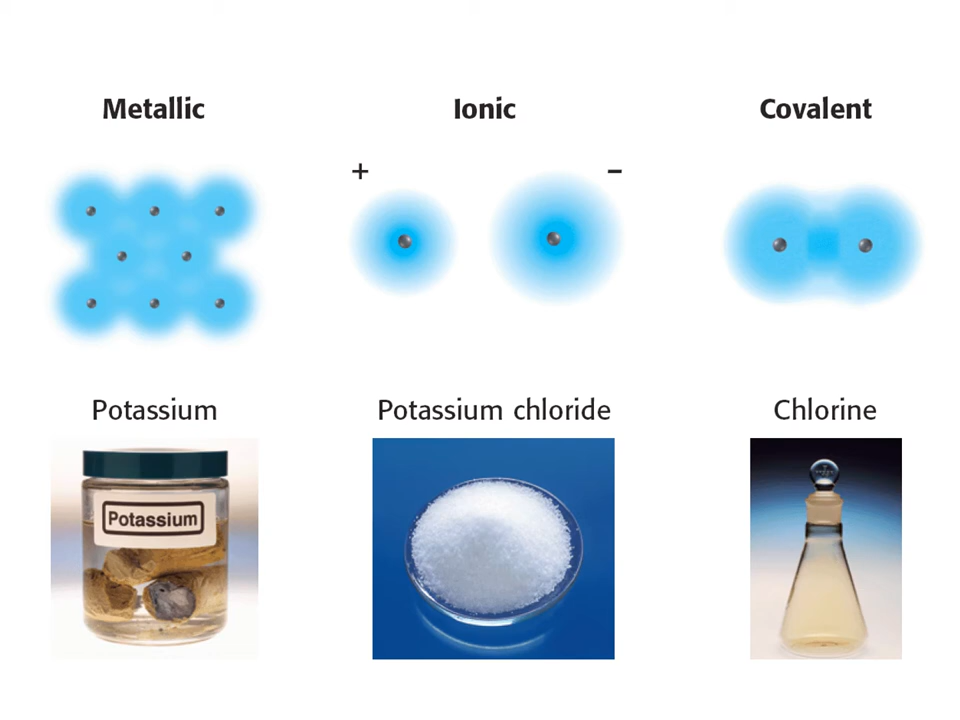 Metallic
Ionic
Covalent
+
−
Potassium
Potassium chloride
Chlorine
Potassium